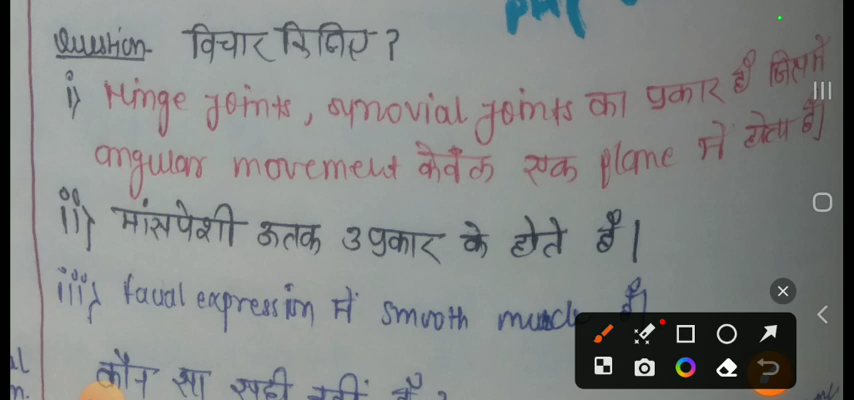 Question- विचार किजिए ?
i) Hinge joints, synovial joints का प्रकार है जिसमें
angular movement केवल एक plane में होता है।
ii) मांसपेशी ऊतक 3 प्रकार के होते हैं।
iii) facial expression में smooth muscle हैं।
कौन सा सही नहीं है ?